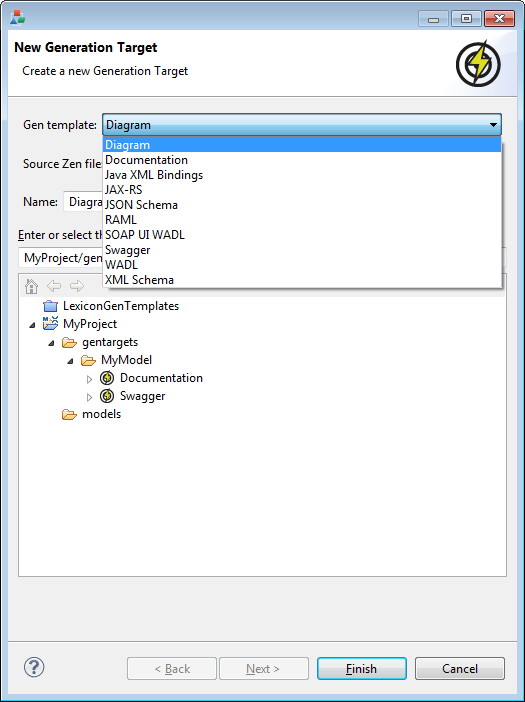 New Generation Target
Create a new Generation Target
Gen template: Diagram
Diagram
Documentation
Java XML Bindings
JAX-RS
JSON Schema
RAML
SOAP UI WADL
Swagger
WADL
XML Schema
Source Zen file
Name:
Enter or select
MyProject/gen
LexiconGenTemplates
MyProject
gentargets
MyModel
Documentation
Swagger
models
< Back Next > Finish Cancel